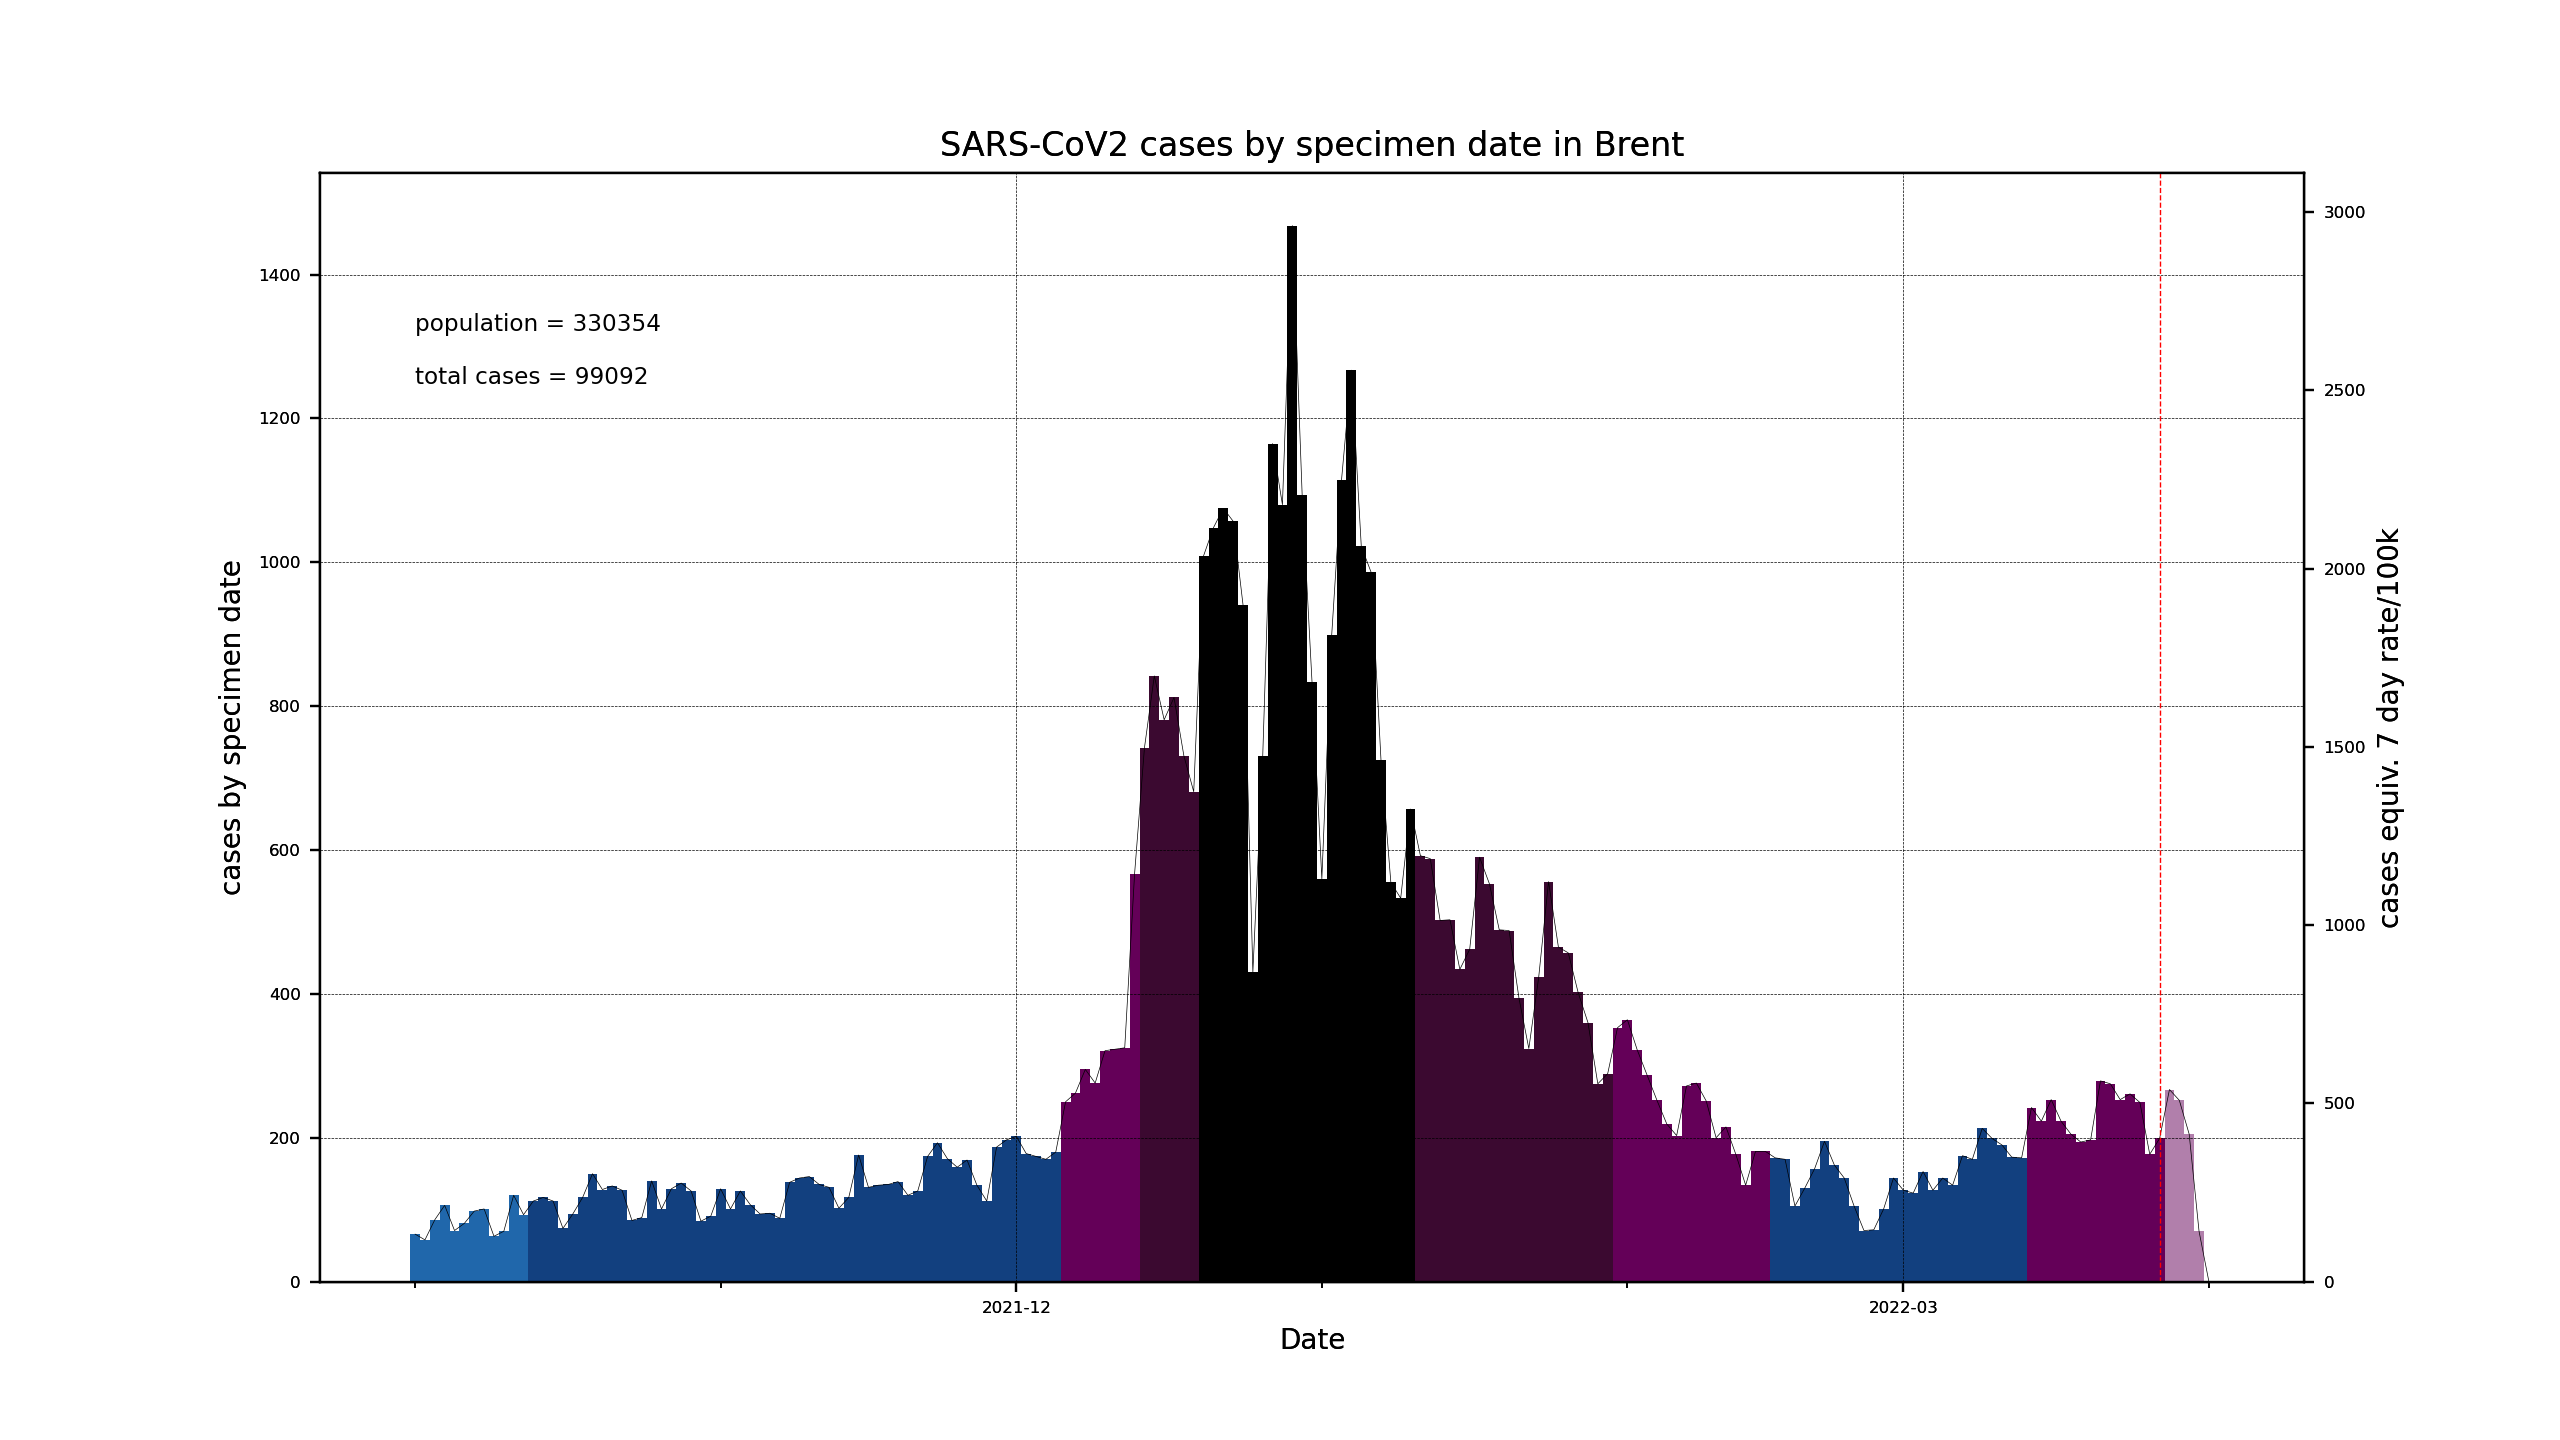 SARS-CoV2 cases by specimen date in Brent
population = 330354
total cases = 99092
cases by specimen date
1400
1200
1000
800
600
400
200
0
3000
2500
2000
1500
1000
500
0
cases equiv. 7 day rate/100k
2021-12
2022-03
Date